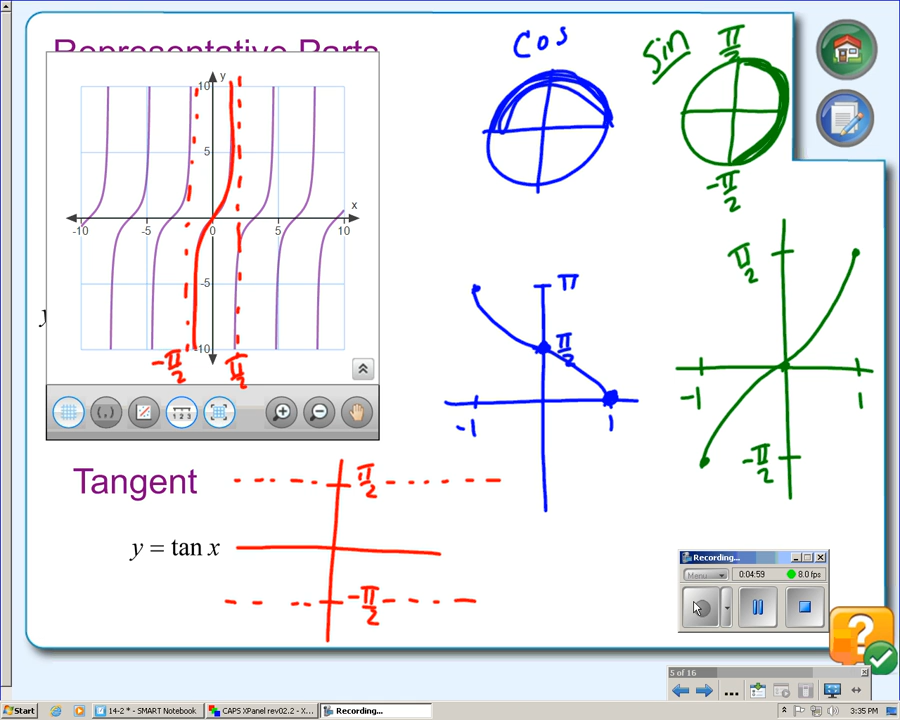 Representative Parts
10
y
5
x
-10
-5
0
5
10
-5
-10
-π/2
π/2
Cos
Sin
π/2
-π/2
π
π/2
-1
1
π/2
-1
1
-π/2
Tangent
π/2
y = tan x
-π/2
Recording...
Menu
0:04:59
8.0 fps
5 of 16
Start
14-2 * - SMART Notebook
CAPS XPanel rev02.2 - X...
Recording...
3:35 PM